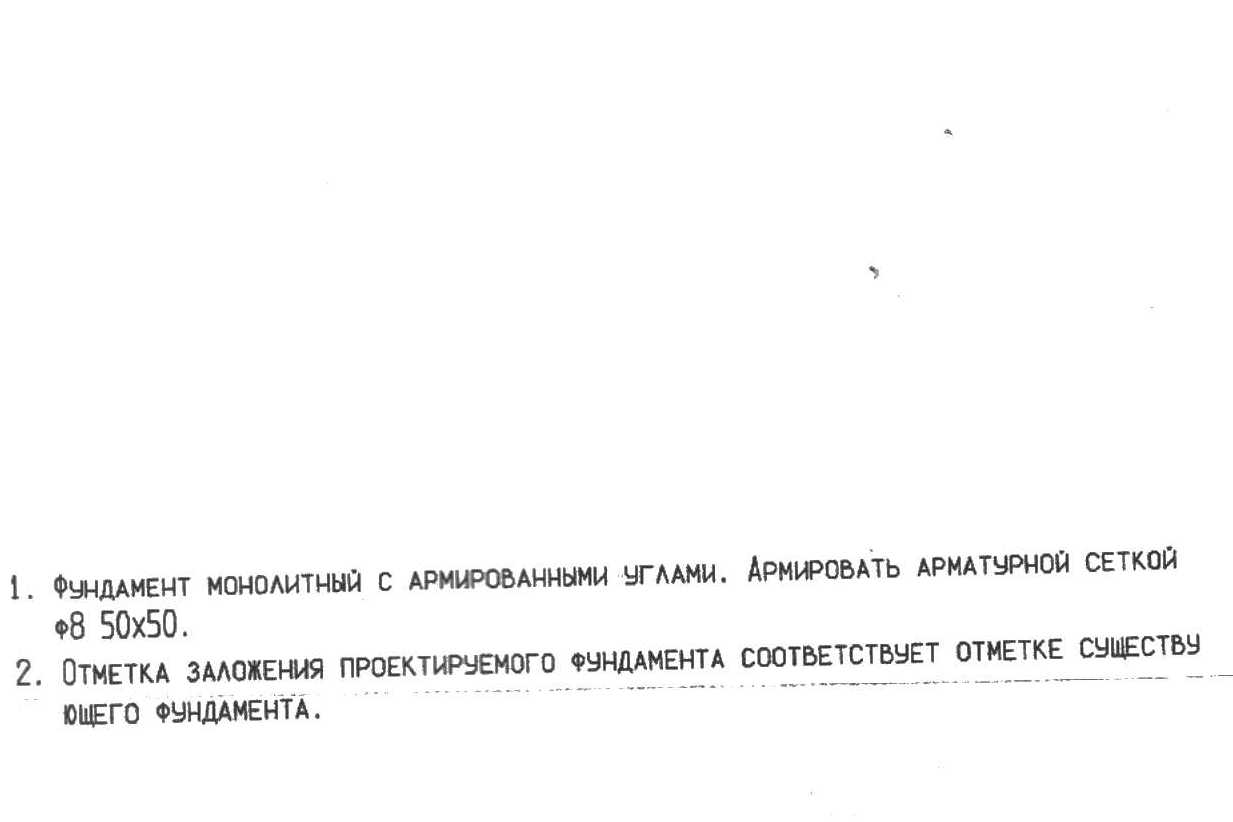 1. Фундамент монолитный с армированными углами. Армировать арматурной сеткой
ф8 50х50.
2. Отметка заложения проектируемого фундамента соответствует отметке существу
ющего фундамента.